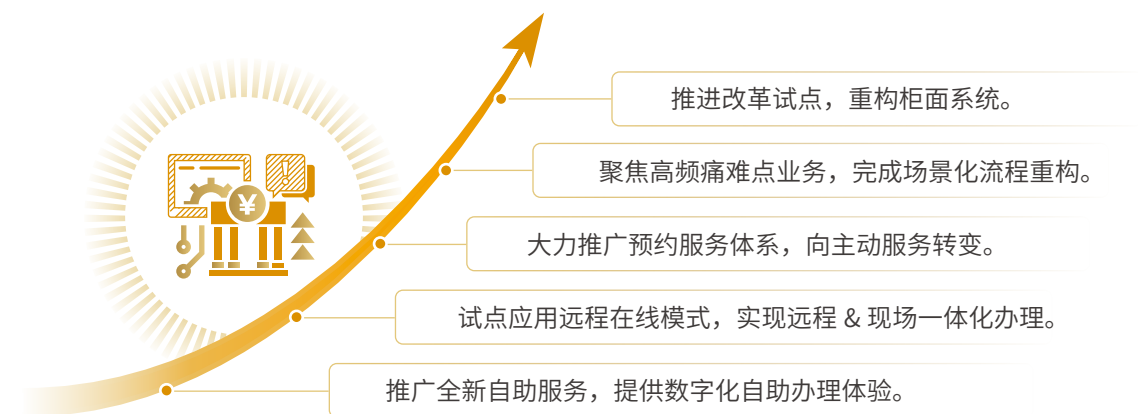 推进改革试点，重构柜面系统。
聚焦高频痛难点业务，完成场景化流程重构。
大力推广预约服务体系，向主动服务转变。
试点应用远程在线模式，实现远程 & 现场一体化办理。
推广全新自助服务，提供数字化自助办理体验。